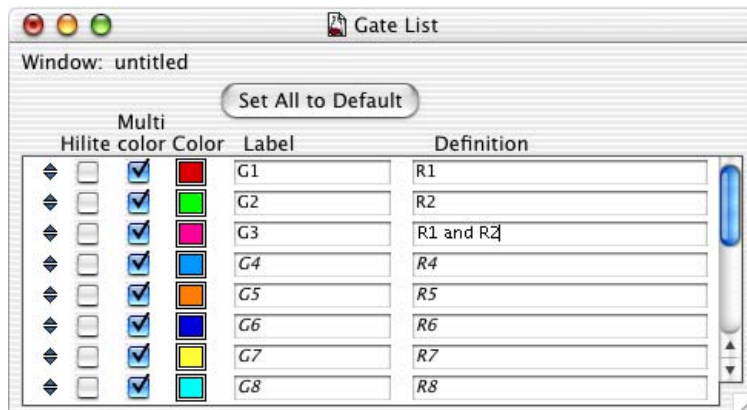 Gate List
Window: untitled
Set All to Default
Multi
Hilite color Color Label Definition
G1 R1
G2 R2
G3 R1 and R2
G4 R4
G5 R5
G6 R6
G7 R7
G8 R8